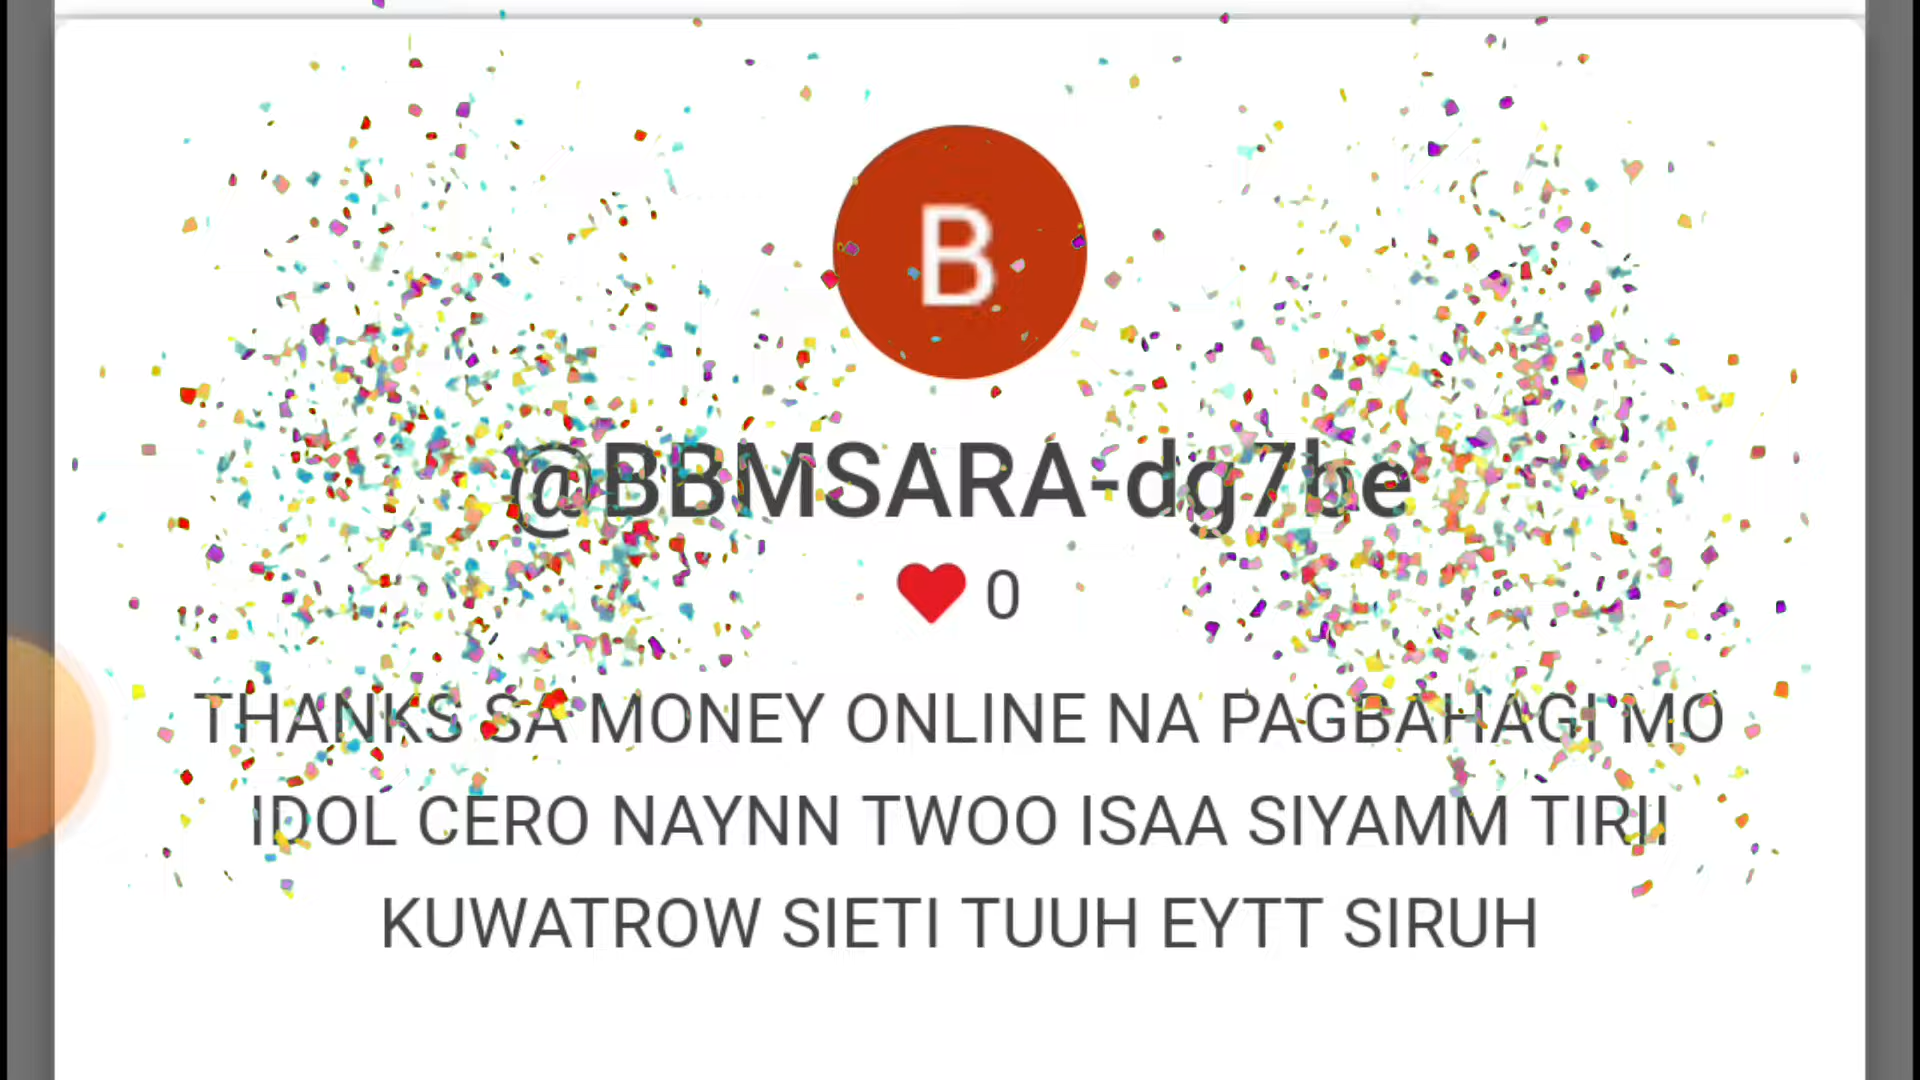 B
@BBMSARA-dg7be
0
THANKS SA MONEY ONLINE NA PAGBAHAGI MO
IDOL CERO NAYNN TWOO ISAA SIYAMM TIRII
KUWATROW SIETI TUUH EYTT SIRUH